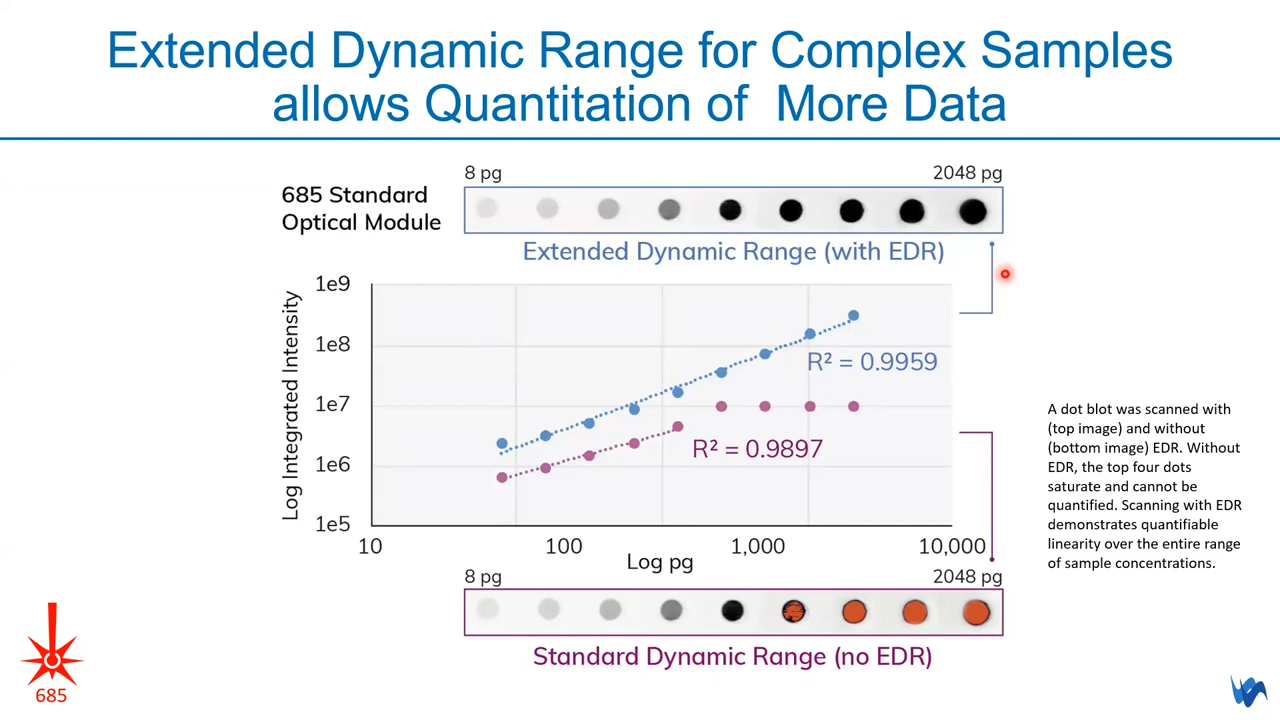 Extended Dynamic Range for Complex Samples
allows Quantitation of More Data
685 Standard
Optical Module
8 pg
2048 pg
Extended Dynamic Range (with EDR)
Log Integrated Intensity
1e9
1e8
1e7
1e6
1e5
R² = 0.9959
R² = 0.9897
10
100
1,000
10,000
Log pg
8 pg
2048 pg
Standard Dynamic Range (no EDR)
A dot blot was scanned with
(top image) and without
(bottom image) EDR. Without
EDR, the top four dots
saturate and cannot be
quantified. Scanning with EDR
demonstrates quantifiable
linearity over the entire range
of sample concentrations.
685